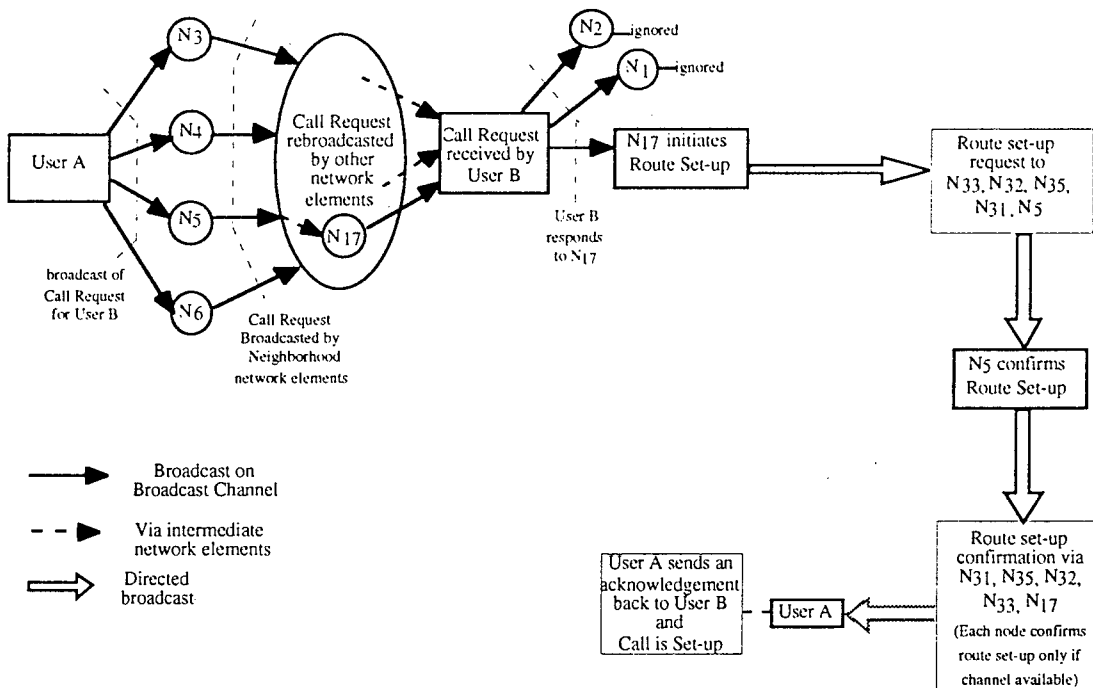 User A
broadcast of
Call Request
for User B
N3
N4
N5
N6
Call Request
Broadcasted by
Neighborhood
network elements
Call Request
rebroadcasted
by other
network
elements
N17
Call Request
received by
User B
N2
ignored
N1
ignored
User B
responds
to N17
N17 initiates
Route Set-up
Route set-up
request to
N33, N32, N35,
N31, N5
N5 confirms
Route Set-up
Route set-up
confirmation via
N31, N35, N32,
N33, N17
(Each node confirms
route set-up only if
channel available)
User A
User A sends an
acknowledgement
back to User B
and
Call is Set-up
Broadcast on
Broadcast Channel
Via intermediate
network elements
Directed
broadcast